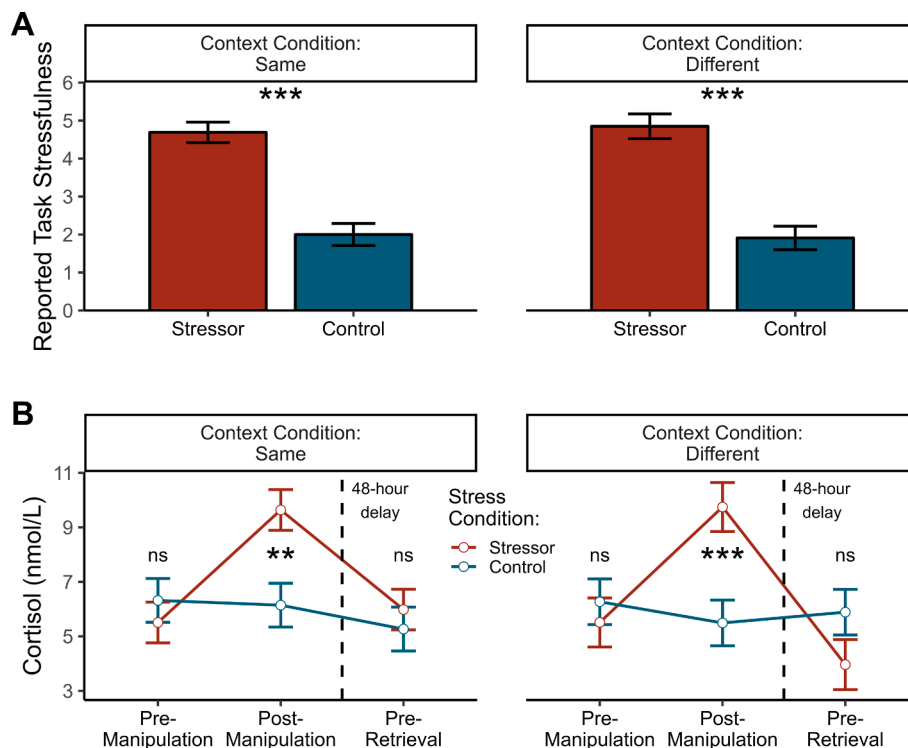 A
Context Condition:
Same
Context Condition:
Different
Reported Task Stressfulness
6
5
4
3
2
1
0
***
***
Stressor
Control
Stressor
Control
B
Context Condition:
Same
Context Condition:
Different
Cortisol (nmol/L)
11
9
7
5
3
ns
**
48-hour
delay
ns
Stress
Condition:
Stressor
Control
ns
***
48-hour
delay
ns
Pre-
Manipulation
Post-
Manipulation
Pre-
Retrieval
Pre-
Manipulation
Post-
Manipulation
Pre-
Retrieval